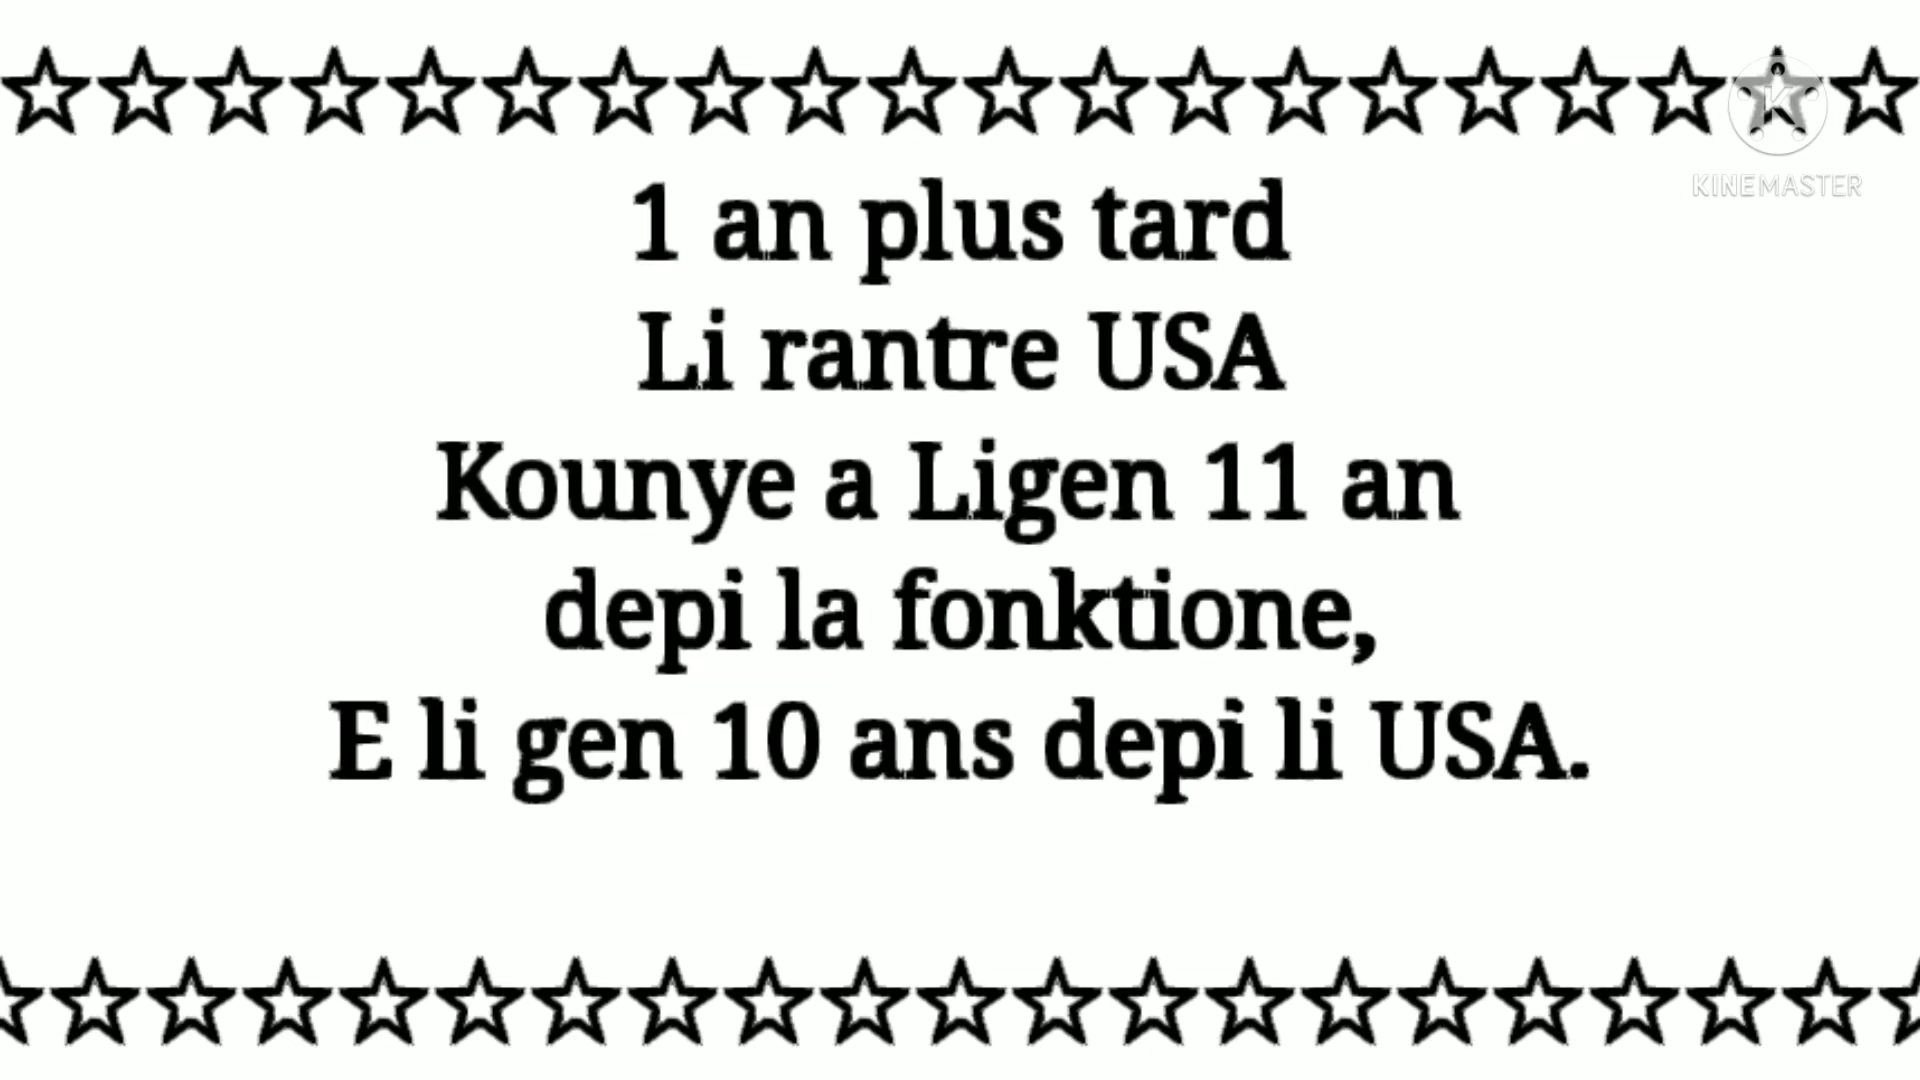 KINEMASTER
1 an plus tard
Li rantre USA
Kounye a Ligen 11 an
depi la fonktione,
E li gen 10 ans depi li USA.